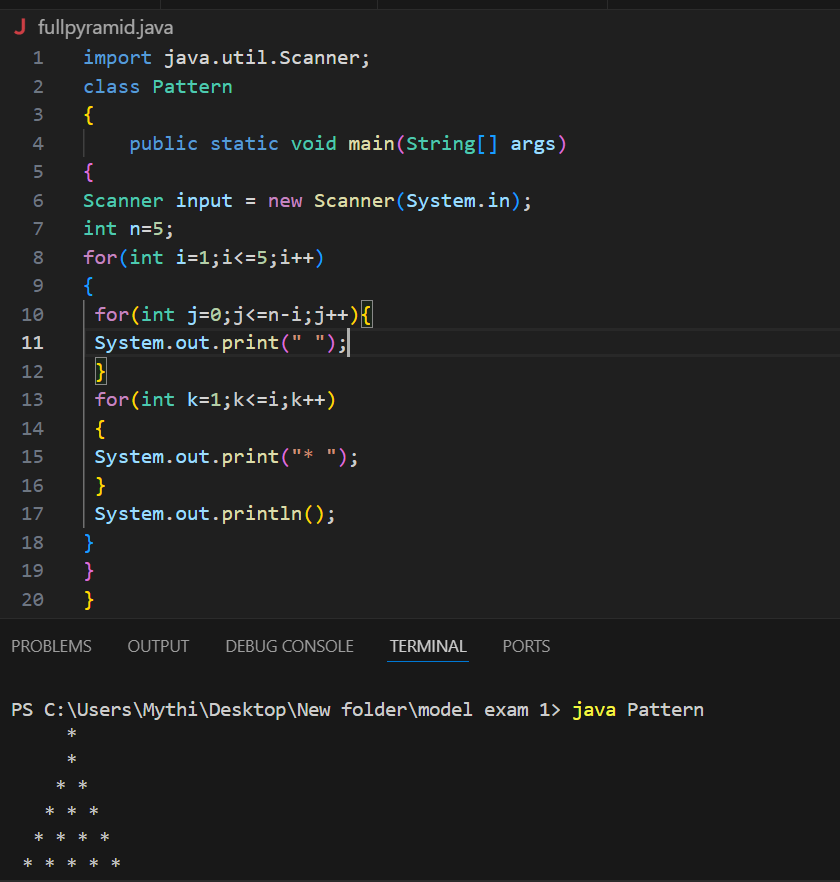 J fullpyramid.java
1 import java.util.Scanner;
2 class Pattern
3 {
4     public static void main(String[] args)
5 {
6 Scanner input = new Scanner(System.in);
7 int n=5;
8 for(int i=1;i<=5;i++)
9 {
10  for(int j=0;j<=n-i;j++){
11  System.out.print(" ");
12  }
13  for(int k=1;k<=i;k++)
14  {
15  System.out.print("* ");
16  }
17  System.out.println();
18 }
19 }
20 }
PROBLEMS OUTPUT DEBUG CONSOLE TERMINAL PORTS
PS C:\Users\Mythi\Desktop\New folder\model exam 1> java Pattern
     *
     *
    * *
   * * *
  * * * *
 * * * * *